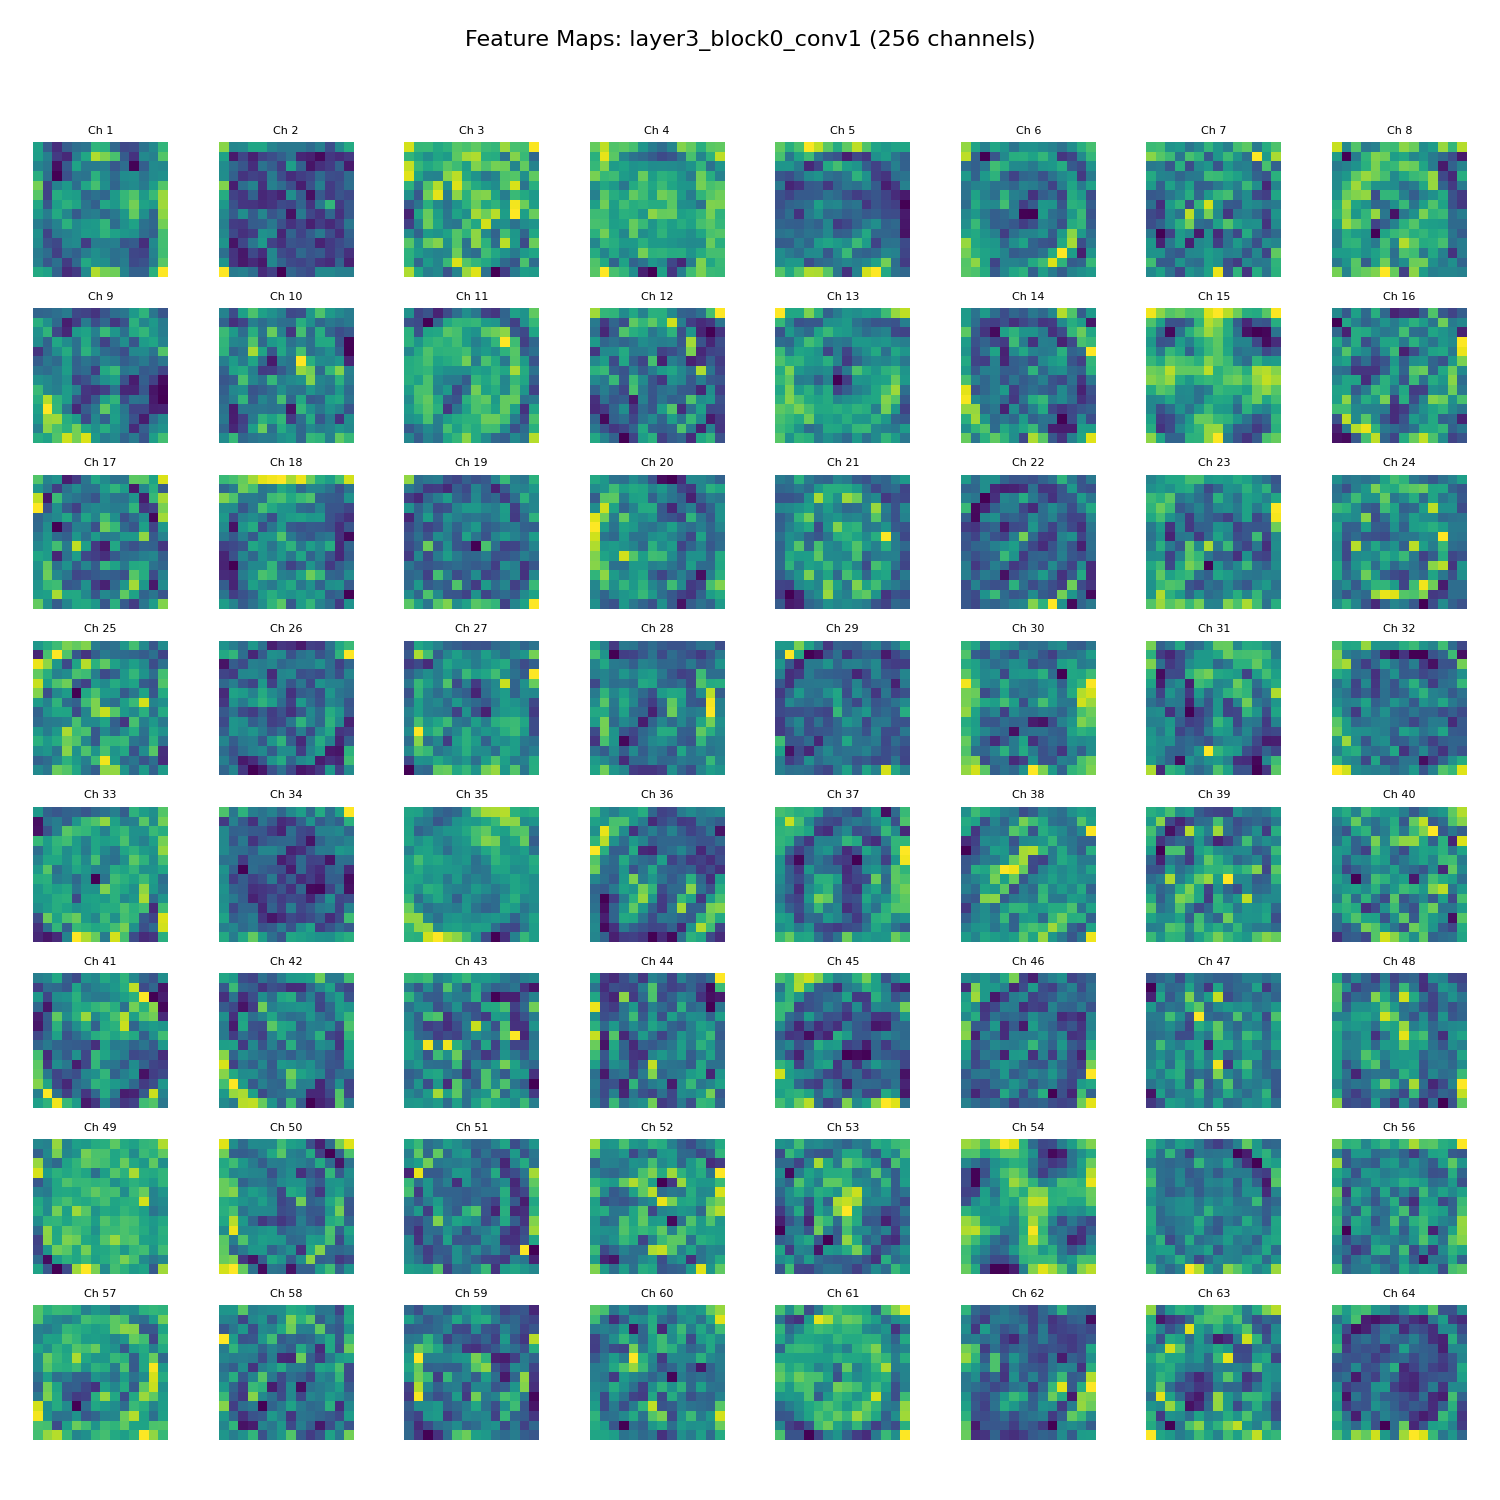 Feature Maps: layer3_block0_conv1 (256 channels)
Ch 1 Ch 2 Ch 3 Ch 4 Ch 5 Ch 6 Ch 7 Ch 8
Ch 9 Ch 10 Ch 11 Ch 12 Ch 13 Ch 14 Ch 15 Ch 16
Ch 17 Ch 18 Ch 19 Ch 20 Ch 21 Ch 22 Ch 23 Ch 24
Ch 25 Ch 26 Ch 27 Ch 28 Ch 29 Ch 30 Ch 31 Ch 32
Ch 33 Ch 34 Ch 35 Ch 36 Ch 37 Ch 38 Ch 39 Ch 40
Ch 41 Ch 42 Ch 43 Ch 44 Ch 45 Ch 46 Ch 47 Ch 48
Ch 49 Ch 50 Ch 51 Ch 52 Ch 53 Ch 54 Ch 55 Ch 56
Ch 57 Ch 58 Ch 59 Ch 60 Ch 61 Ch 62 Ch 63 Ch 64